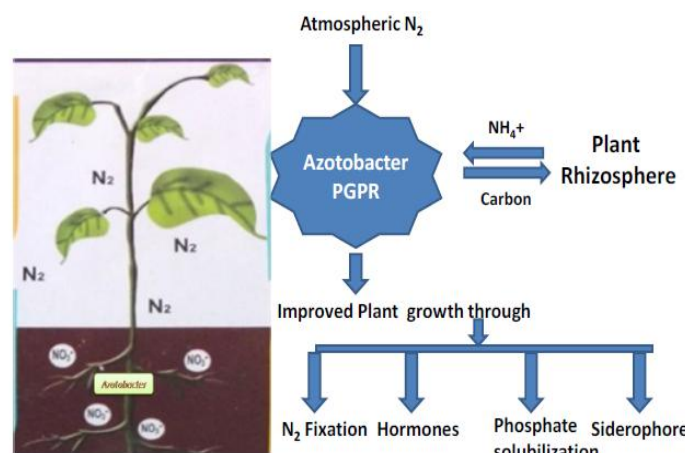 Atmospheric N₂
Azotobacter
PGPR
NH₄+
Carbon
Plant
Rhizosphere
Improved Plant growth through
N₂ Fixation
Hormones
Phosphate
solubilization
Siderophore
N₂
N₂
N₂
N₂
NO₃⁻
NO₃⁻
Azotobacter
NO₃⁻
NO₃⁻